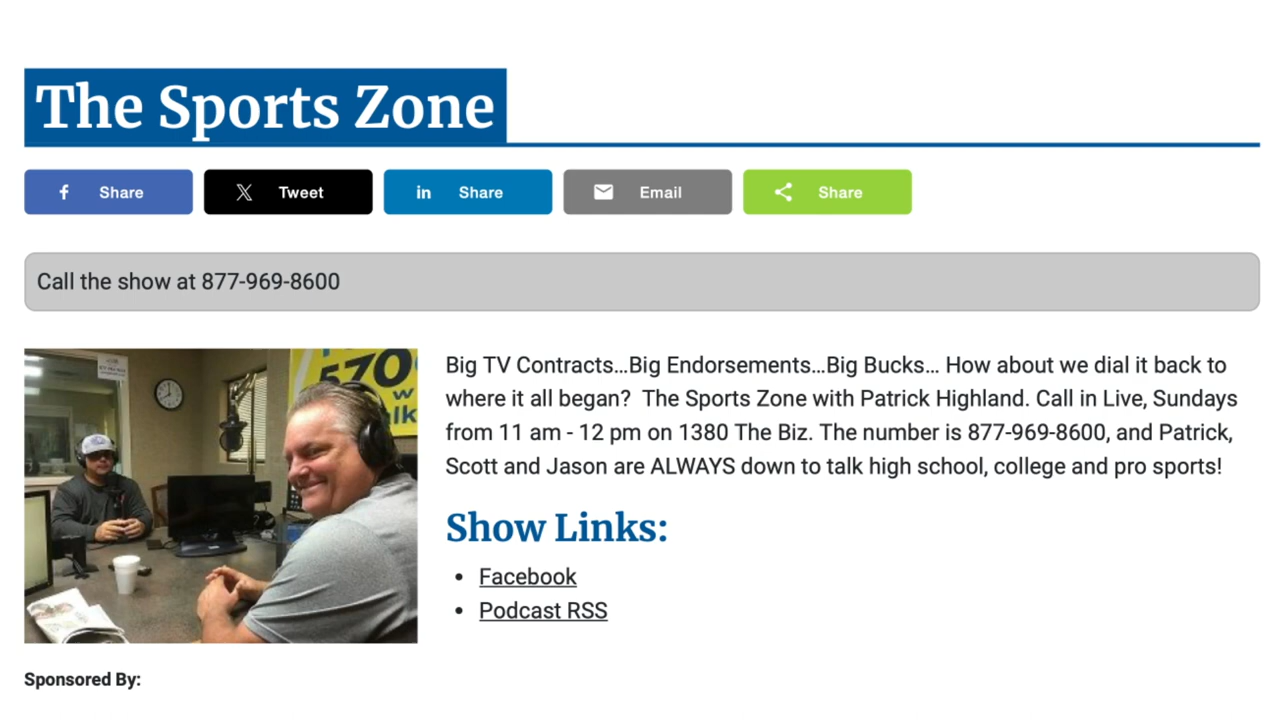 The Sports Zone
Share
Tweet
Share
Email
Share
Call the show at 877-969-8600
Big TV Contracts…Big Endorsements…Big Bucks… How about we dial it back to
where it all began?  The Sports Zone with Patrick Highland. Call in Live, Sundays
from 11 am - 12 pm on 1380 The Biz. The number is 877-969-8600, and Patrick,
Scott and Jason are ALWAYS down to talk high school, college and pro sports!
570
W
lk
Show Links:
Facebook
Podcast RSS
Sponsored By: